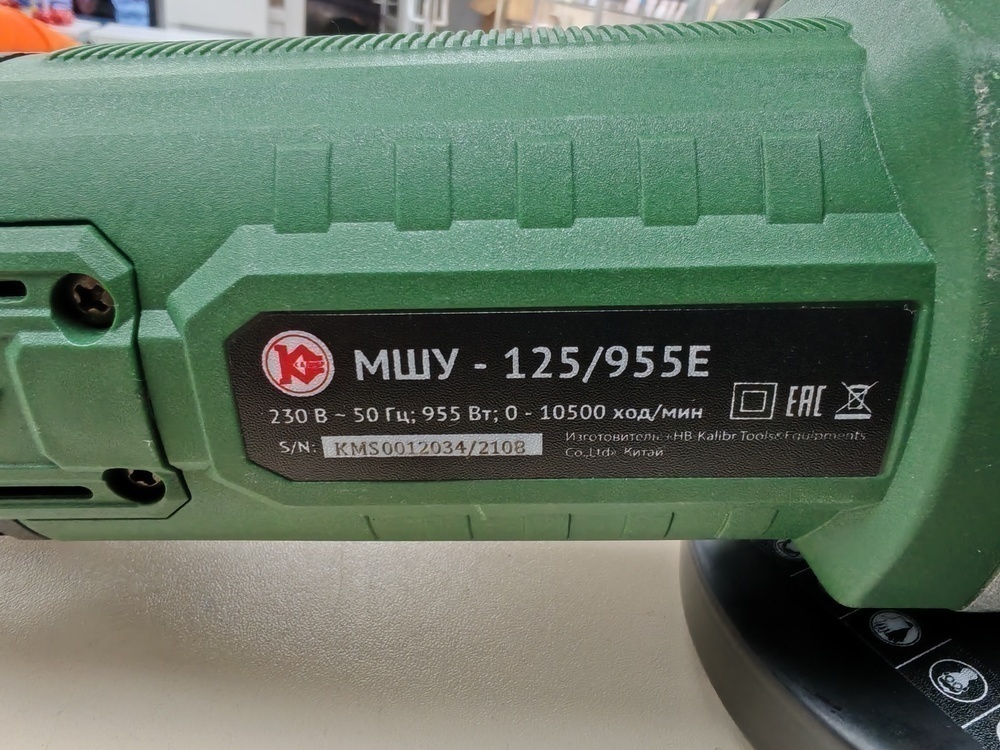 МШУ - 125/955Е
230 В ~ 50 Гц; 955 Вт; 0 - 10500 ход/мин
EAC
S/N: KMS0012034/2108
Изготовитель «HB-Kalibr Tools&Equipments
Co.,Ltd» Китай